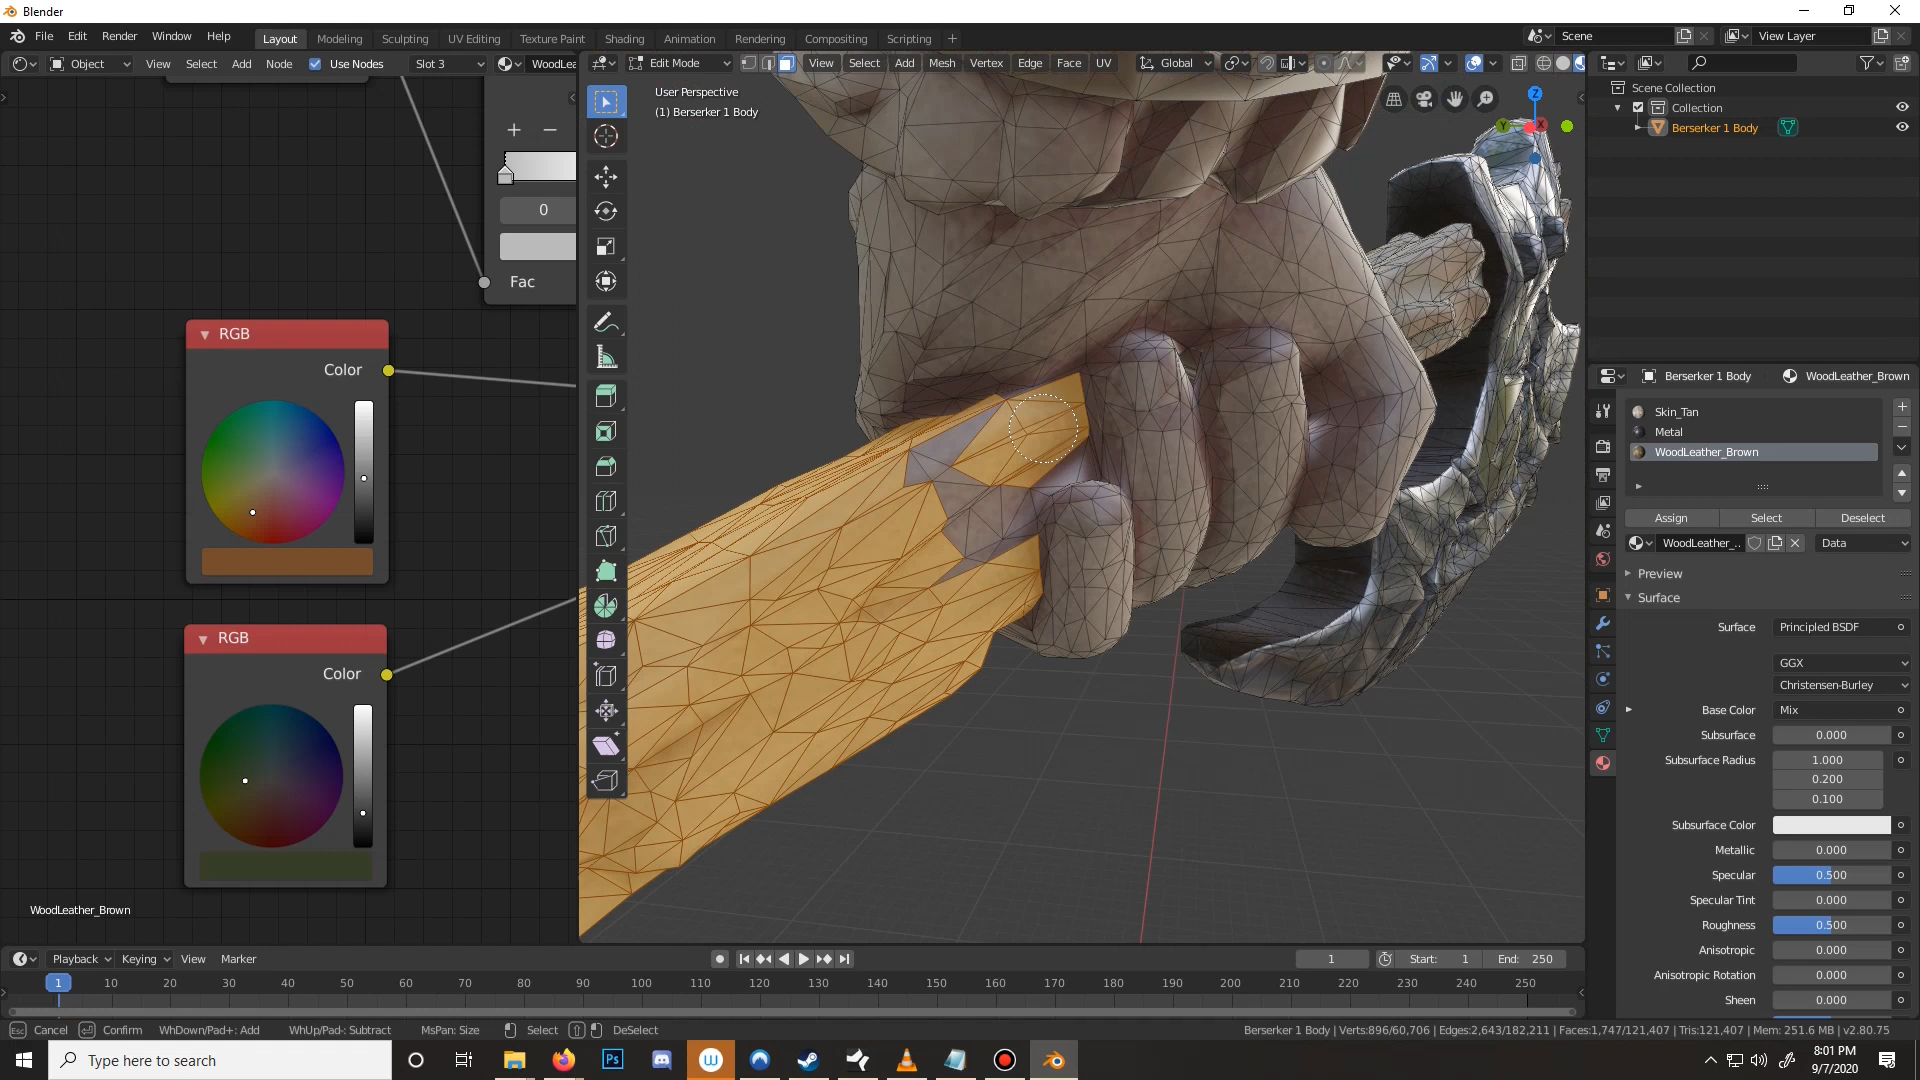 Blender
File Edit Render Window Help
Layout Modeling Sculpting UV Editing Texture Paint Shading Animation Rendering Compositing Scripting +
Scene
View Layer
Object View Select Add Node Use Nodes Slot 3 WoodLea
Edit Mode View Select Add Mesh Vertex Edge Face UV Global
User Perspective
(1) Berserker 1 Body
Z
Y
X
Scene Collection
Collection
Berserker 1 Body
0
Fac
RGB
Color
RGB
Color
WoodLeather_Brown
Berserker 1 Body WoodLeather_Brown
Skin_Tan
Metal
WoodLeather_Brown
Assign Select Deselect
WoodLeather_.. Data
Preview
Surface
Surface Principled BSDF
GGX
Christensen-Burley
Base Color Mix
Subsurface 0.000
Subsurface Radius 1.000
0.200
0.100
Subsurface Color
Metallic 0.000
Specular 0.500
Specular Tint 0.000
Roughness 0.500
Anisotropic 0.000
Anisotropic Rotation 0.000
Sheen 0.000
Playback Keying View Marker
1 Start: 1 End: 250
1 10 20 30 40 50 60 70 80 90 100 110 120 130 140 150 160 170 180 190 200 210 220 230 240 250
Esc Cancel Confirm WhDown/Pad+: Add WhUp/Pad-: Subtract MsPan: Size Select DeSelect
Berserker 1 Body | Verts:896/60,706 | Edges:2,643/182,211 | Faces:1,747/121,407 | Tris:121,407 | Mem: 251.6 MB | v2.80.75
Type here to search
Ps
W
8:01 PM
9/7/2020